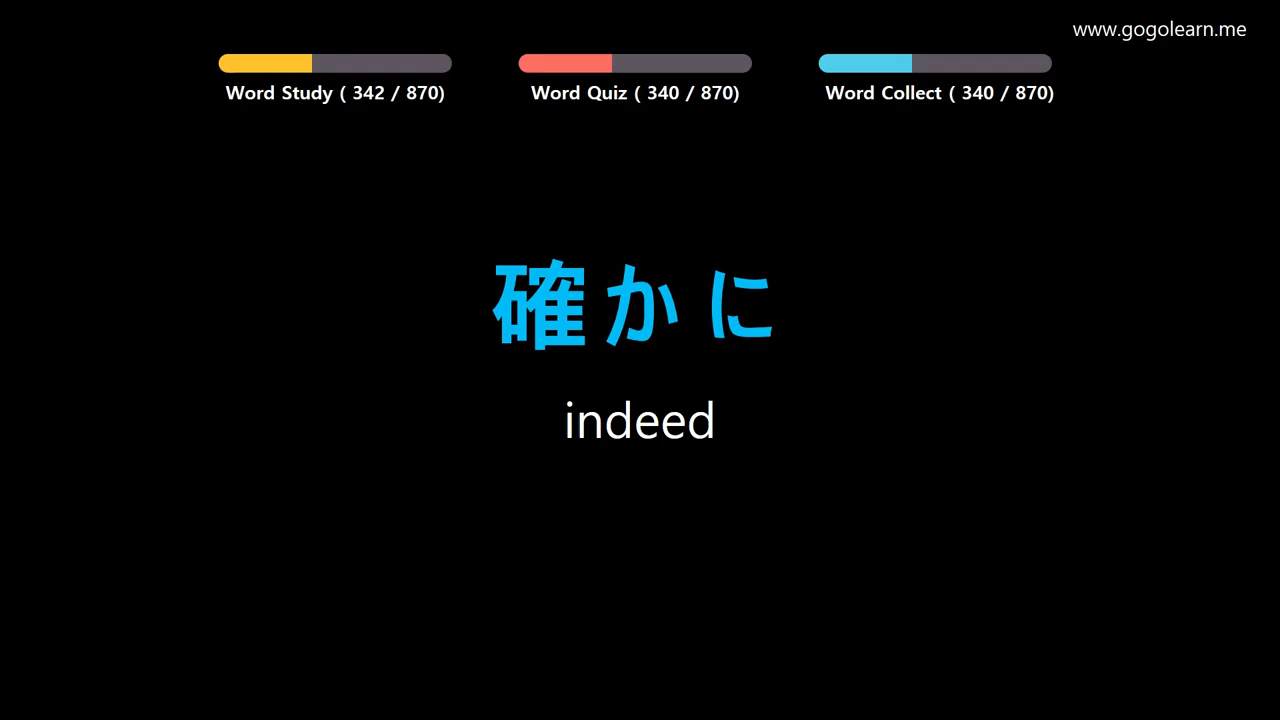 www.gogolearn.me
Word Study ( 342 / 870)
Word Quiz ( 340 / 870)
Word Collect ( 340 / 870)
確かに
indeed